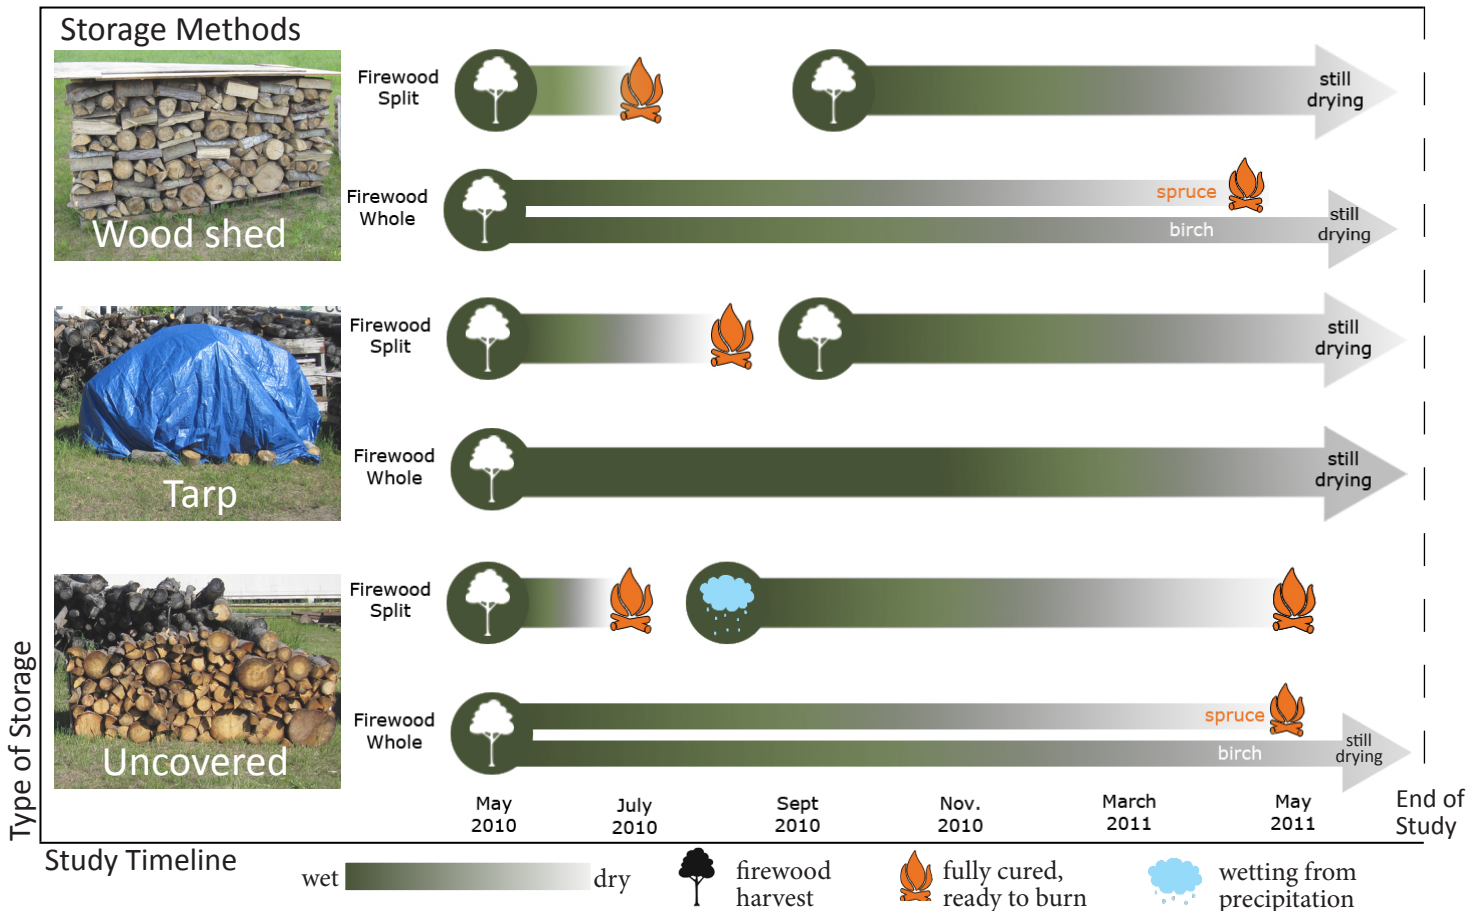 Storage Methods
Wood shed
Firewood
Split
still
drying
Firewood
Whole
spruce
birch
still
drying
Tarp
Firewood
Split
still
drying
Firewood
Whole
still
drying
Uncovered
Firewood
Split
Firewood
Whole
spruce
birch
still
drying
Type of Storage
May
2010
July
2010
Sept
2010
Nov.
2010
March
2011
May
2011
End of
Study
Study Timeline
wet
dry
firewood
harvest
fully cured,
ready to burn
wetting from
precipitation